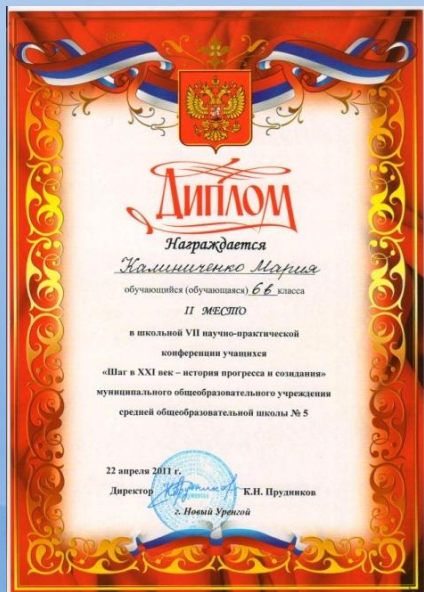 Диплом
Награждается
Калиниченко Мария
обучающийся (обучающаяся) 6в класса
II МЕСТО
в школьной VII научно-практической
конференции учащихся
«Шаг в XXI век – история прогресса и созидания»
муниципального общеобразовательного учреждения
средней общеобразовательной школы № 5
22 апреля 2011 г.
Директор К.Н. Прудников
г. Новый Уренгой